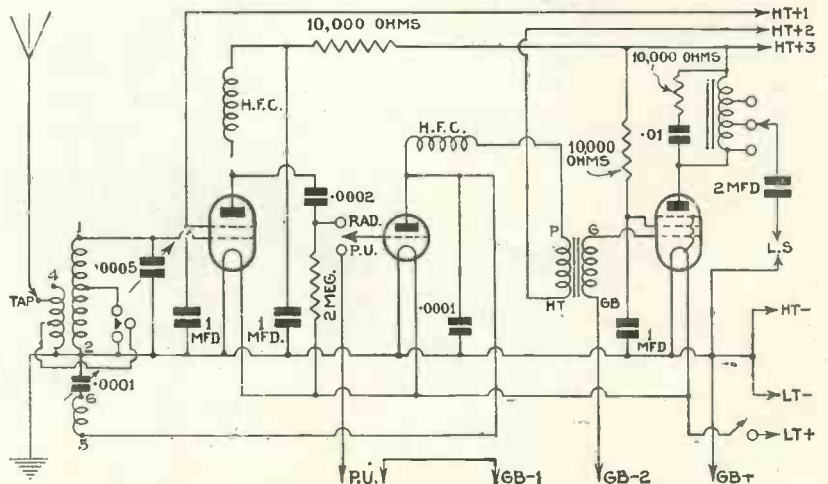 10,000 OHMS
HT+1
HT+2
HT+3
10,000 OHMS
H.F.C.
H.F.C.
.01
10,000 OHMS
2 MFD
.0002
RAD.
P.U.
1
P
G
L.S
4
.0005
TAP
2 MEG.
.0001
HT
GB
1 MFD
1 MFD.
1 MFD
HT-
2
.0001
6
LT-
5
LT+
P.U.
GB-1
GB-2
GB+